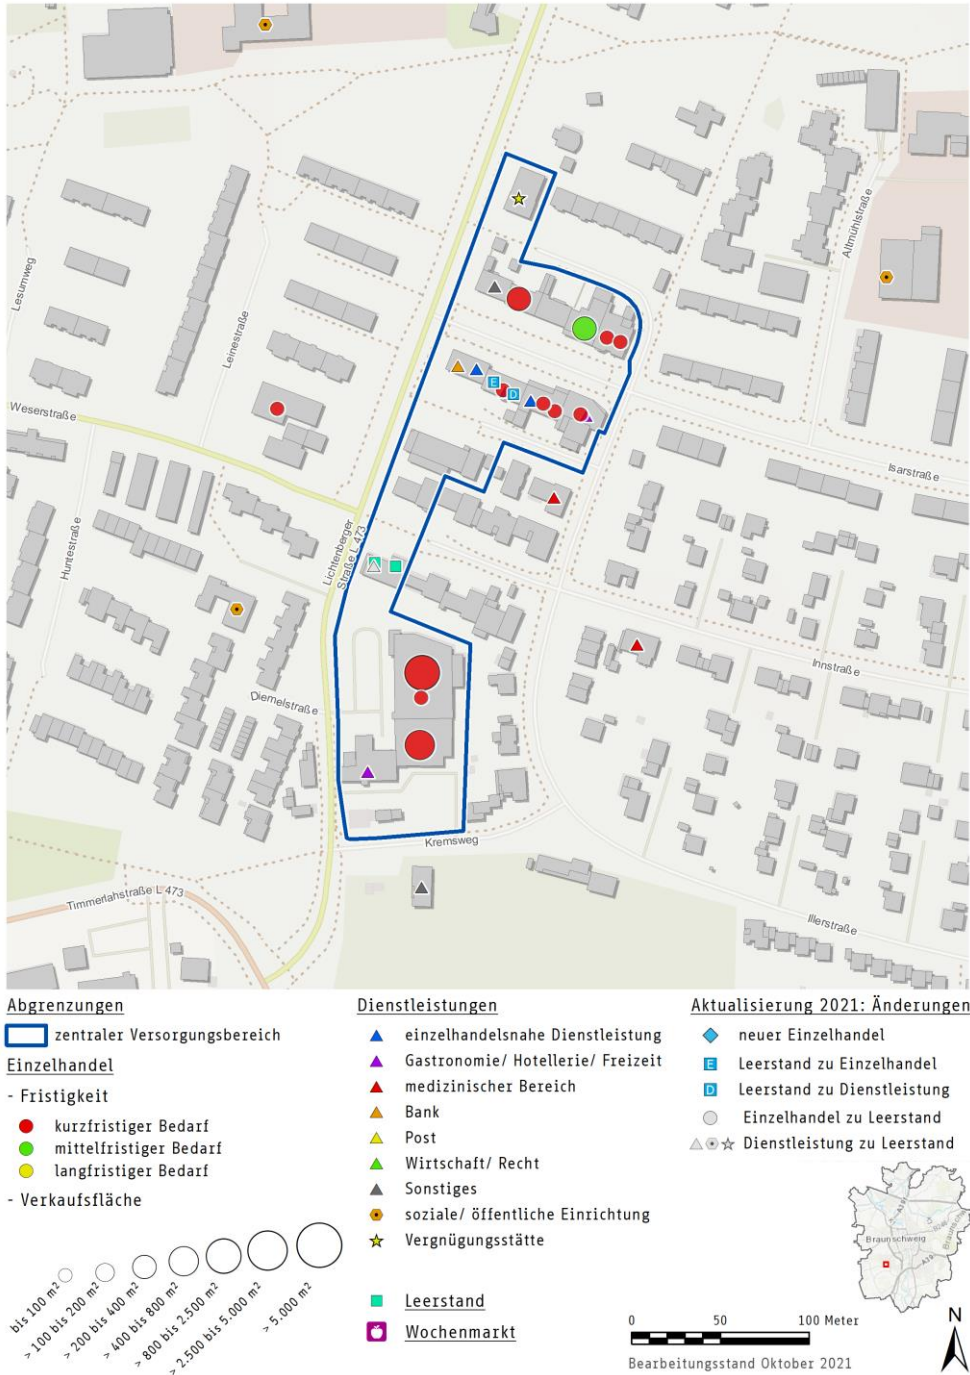 Lesumweg
Leinestraße
Altmühlstraße
Weserstraße
Isarstraße
Huntestraße
Lichtenberger
Straße L 473
Innstraße
Diemelstraße
Kremsweg
Timmerlahstraße L 473
Illerstraße
Abgrenzungen
zentraler Versorgungsbereich
Einzelhandel
- Fristigkeit
kurzfristiger Bedarf
mittelfristiger Bedarf
langfristiger Bedarf
- Verkaufsfläche
bis 100 m²
> 100 bis 200 m²
> 200 bis 400 m²
> 400 bis 800 m²
> 800 bis 2.500 m²
> 2.500 bis 5.000 m²
> 5.000 m²
Dienstleistungen
einzelhandelsnahe Dienstleistung
Gastronomie/ Hotellerie/ Freizeit
medizinischer Bereich
Bank
Post
Wirtschaft/ Recht
Sonstiges
soziale/ öffentliche Einrichtung
Vergnügungsstätte
Leerstand
Wochenmarkt
Aktualisierung 2021: Änderungen
neuer Einzelhandel
E Leerstand zu Einzelhandel
D Leerstand zu Dienstleistung
Einzelhandel zu Leerstand
Dienstleistung zu Leerstand
Braunschweig
0 50 100 Meter
N
Bearbeitungsstand Oktober 2021